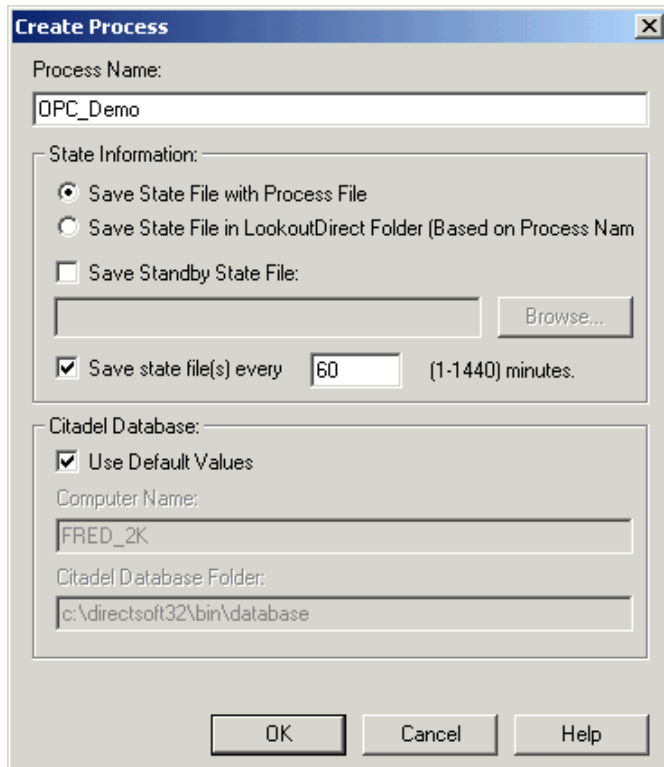 Create Process
Process Name:
OPC_Demo
State Information:
Save State File with Process File
Save State File in LookoutDirect Folder (Based on Process Nam
Save Standby State File:
Browse...
Save state file(s) every 60 (1-1440) minutes.
Citadel Database:
Use Default Values
Computer Name:
FRED_2K
Citadel Database Folder:
c:\directsoft32\bin\database
OK Cancel Help